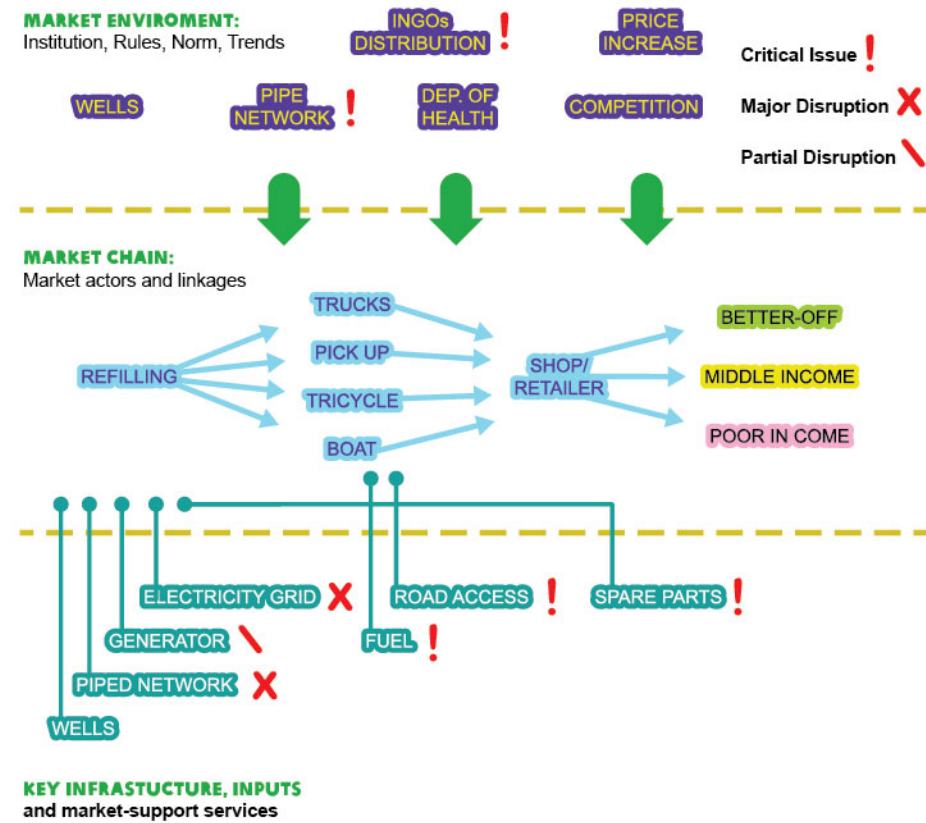 MARKET ENVIROMENT:
Institution, Rules, Norm, Trends
INGOs
DISTRIBUTION
PRICE
INCREASE
Critical Issue
WELLS
PIPE
NETWORK
DEP. OF
HEALTH
COMPETITION
Major Disruption
Partial Disruption
MARKET CHAIN:
Market actors and linkages
REFILLING
TRUCKS
PICK UP
TRICYCLE
BOAT
SHOP/
RETAILER
BETTER-OFF
MIDDLE INCOME
POOR IN COME
ELECTRICITY GRID
ROAD ACCESS
SPARE PARTS
GENERATOR
FUEL
PIPED NETWORK
WELLS
KEY INFRASTUCTURE, INPUTS
and market-support services